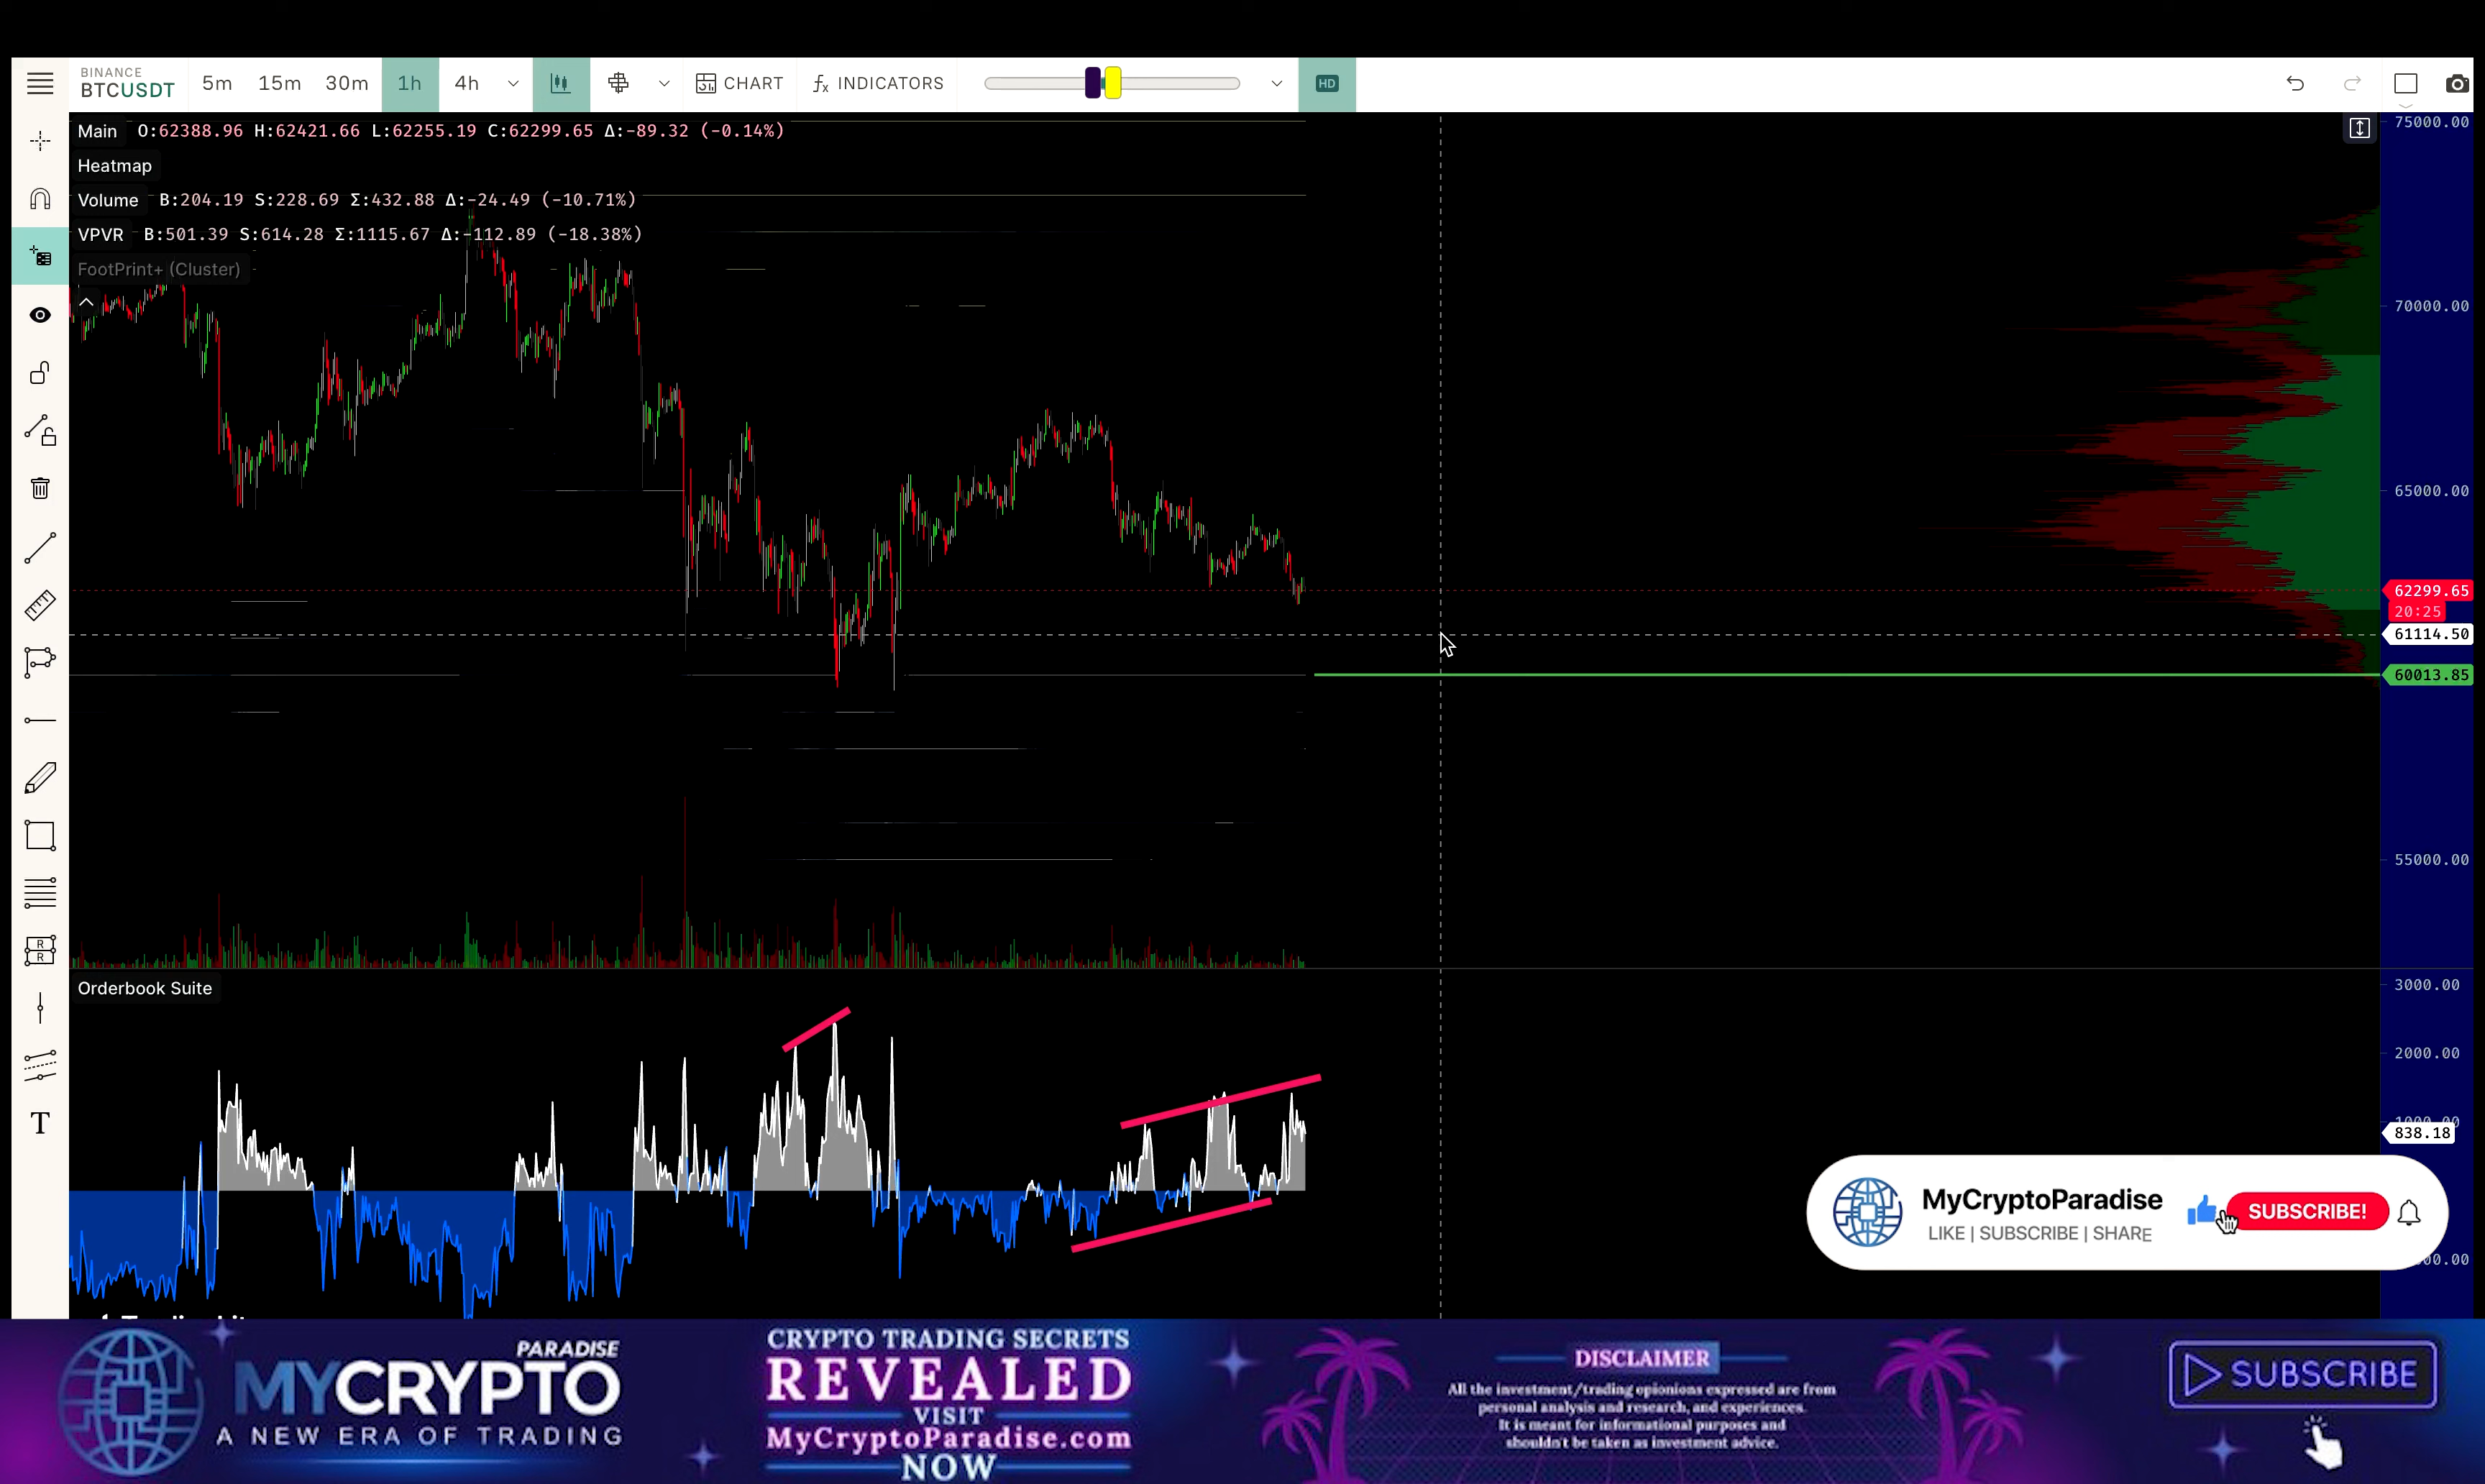 BINANCE
BTCUSDT
5m 15m 30m 1h 4h CHART fx INDICATORS HD
Main O:62388.96 H:62421.66 L:62255.19 C:62299.65 Δ:-89.32 (-0.14%)
Heatmap
Volume B:204.19 S:228.69 Σ:432.88 Δ:-24.49 (-10.71%)
VPVR B:501.39 S:614.28 Σ:1115.67 Δ:-112.89 (-18.38%)
FootPrint+ (Cluster)
75000.00
70000.00
65000.00
62299.65
20:25
61114.50
60013.85
55000.00
R
R
T
Orderbook Suite
3000.00
2000.00
838.18
MyCryptoParadise
LIKE | SUBSCRIBE | SHARE
SUBSCRIBE!
PARADISE
MYCRYPTO
A NEW ERA OF TRADING
CRYPTO TRADING SECRETS
REVEALED
VISIT
MyCryptoParadise.com
NOW
DISCLAIMER
All the investment/trading opionions expressed are from
personal analysis and research, and experiences.
It is meant for informational purposes and
shouldn't be taken as investment advice.
SUBSCRIBE